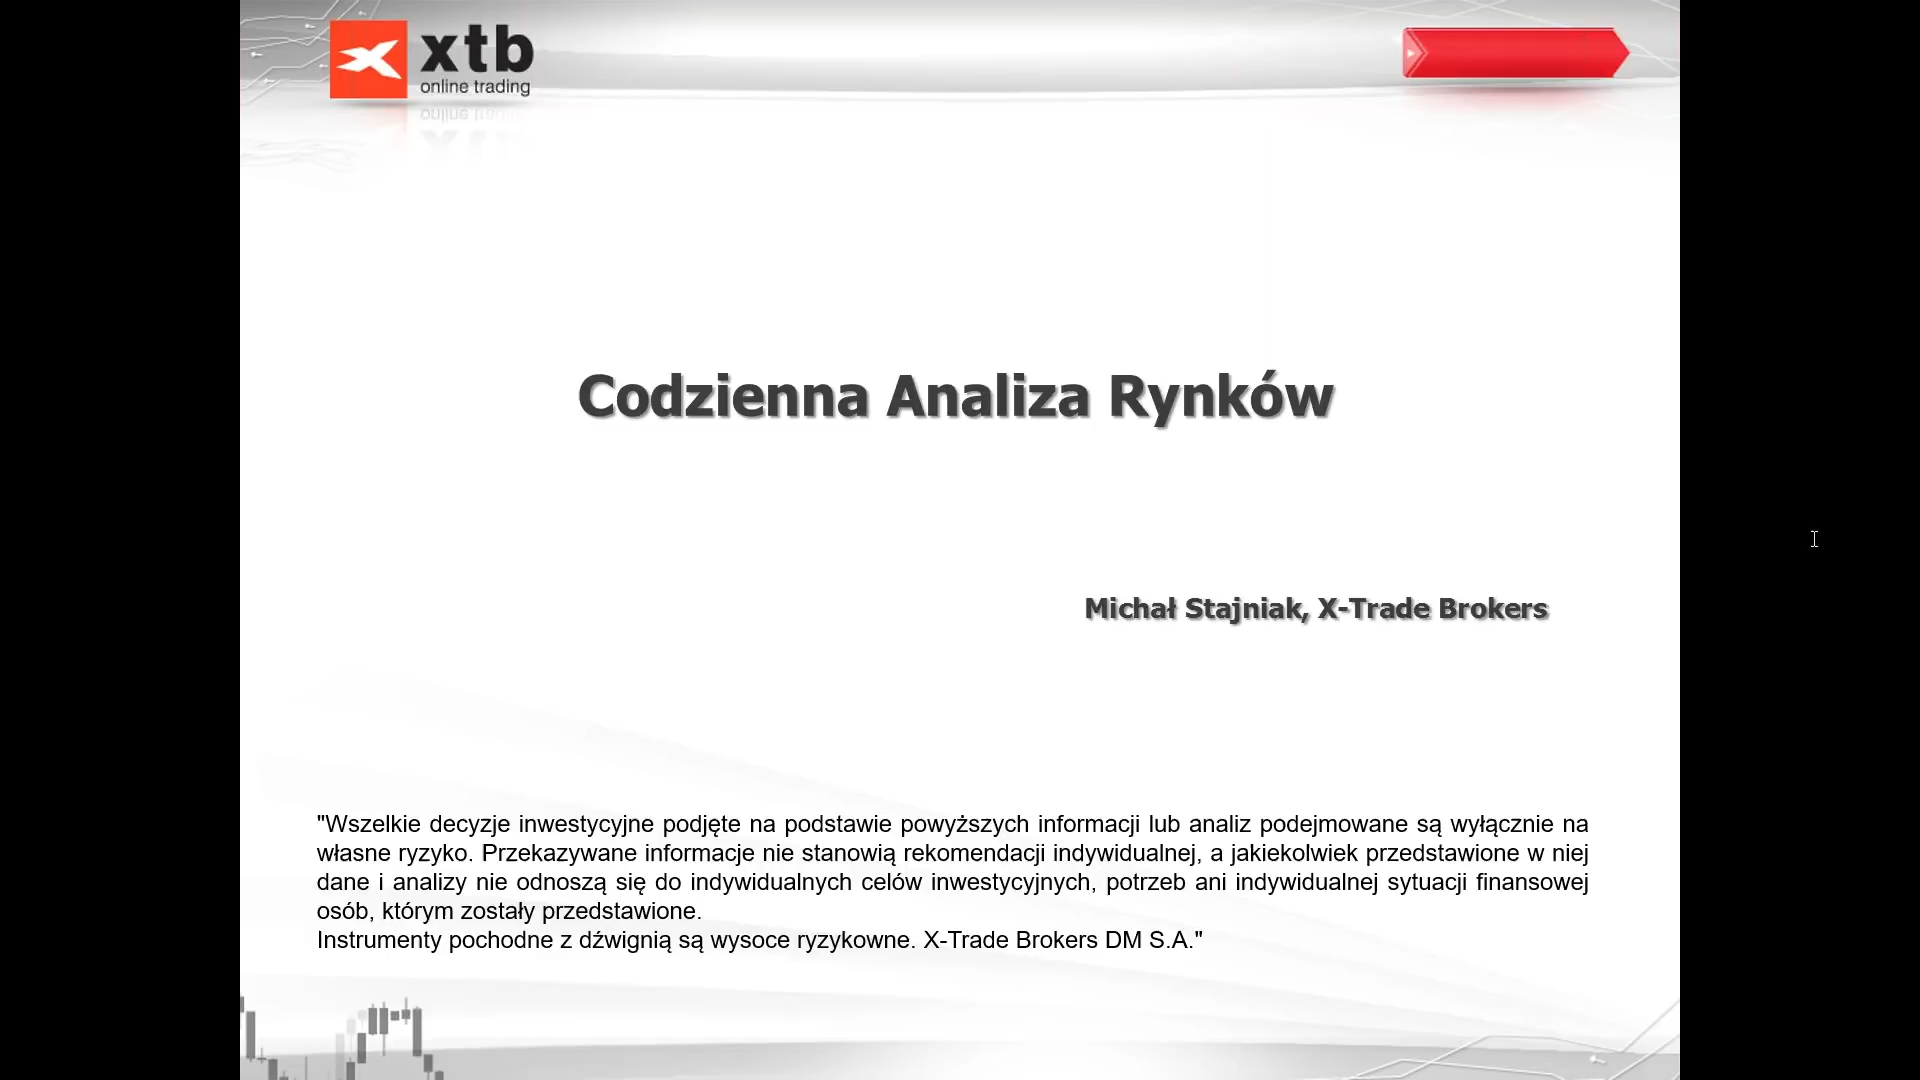 xtb
online trading
Codzienna Analiza Rynków
Michał Stajniak, X-Trade Brokers
"Wszelkie decyzje inwestycyjne podjęte na podstawie powyższych informacji lub analiz podejmowane są wyłącznie na
własne ryzyko. Przekazywane informacje nie stanowią rekomendacji indywidualnej, a jakiekolwiek przedstawione w niej
dane i analizy nie odnoszą się do indywidualnych celów inwestycyjnych, potrzeb ani indywidualnej sytuacji finansowej
osób, którym zostały przedstawione.
Instrumenty pochodne z dźwignią są wysoce ryzykowne. X-Trade Brokers DM S.A."